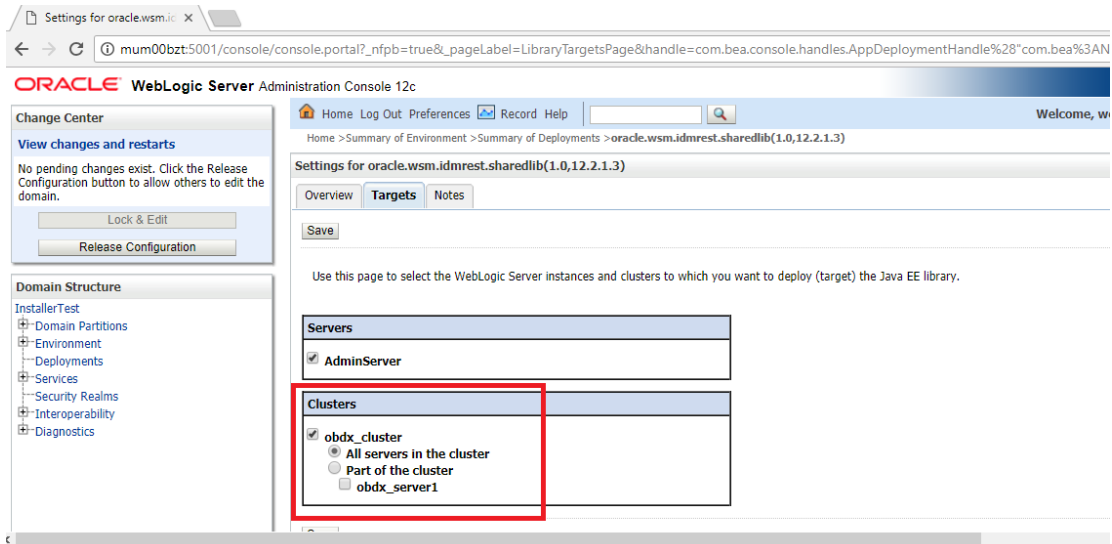 Settings for oracle.wsm.ic
mum00bzt:5001/console/console.portal?_nfpb=true&_pageLabel=LibraryTargetsPage&handle=com.bea.console.handles.AppDeploymentHandle%28"com.bea%3AN
ORACLE WebLogic Server Administration Console 12c
Change Center
View changes and restarts
No pending changes exist. Click the Release
Configuration button to allow others to edit the
domain.
Lock & Edit
Release Configuration
Domain Structure
InstallerTest
Domain Partitions
Environment
Deployments
Services
Security Realms
Interoperability
Diagnostics
Home Log Out Preferences Record Help
Welcome, we
Home >Summary of Environment >Summary of Deployments >oracle.wsm.idmrest.sharedlib(1.0,12.2.1.3)
Settings for oracle.wsm.idmrest.sharedlib(1.0,12.2.1.3)
Overview Targets Notes
Save
Use this page to select the WebLogic Server instances and clusters to which you want to deploy (target) the Java EE library.
Servers
AdminServer
Clusters
obdx_cluster
All servers in the cluster
Part of the cluster
obdx_server1